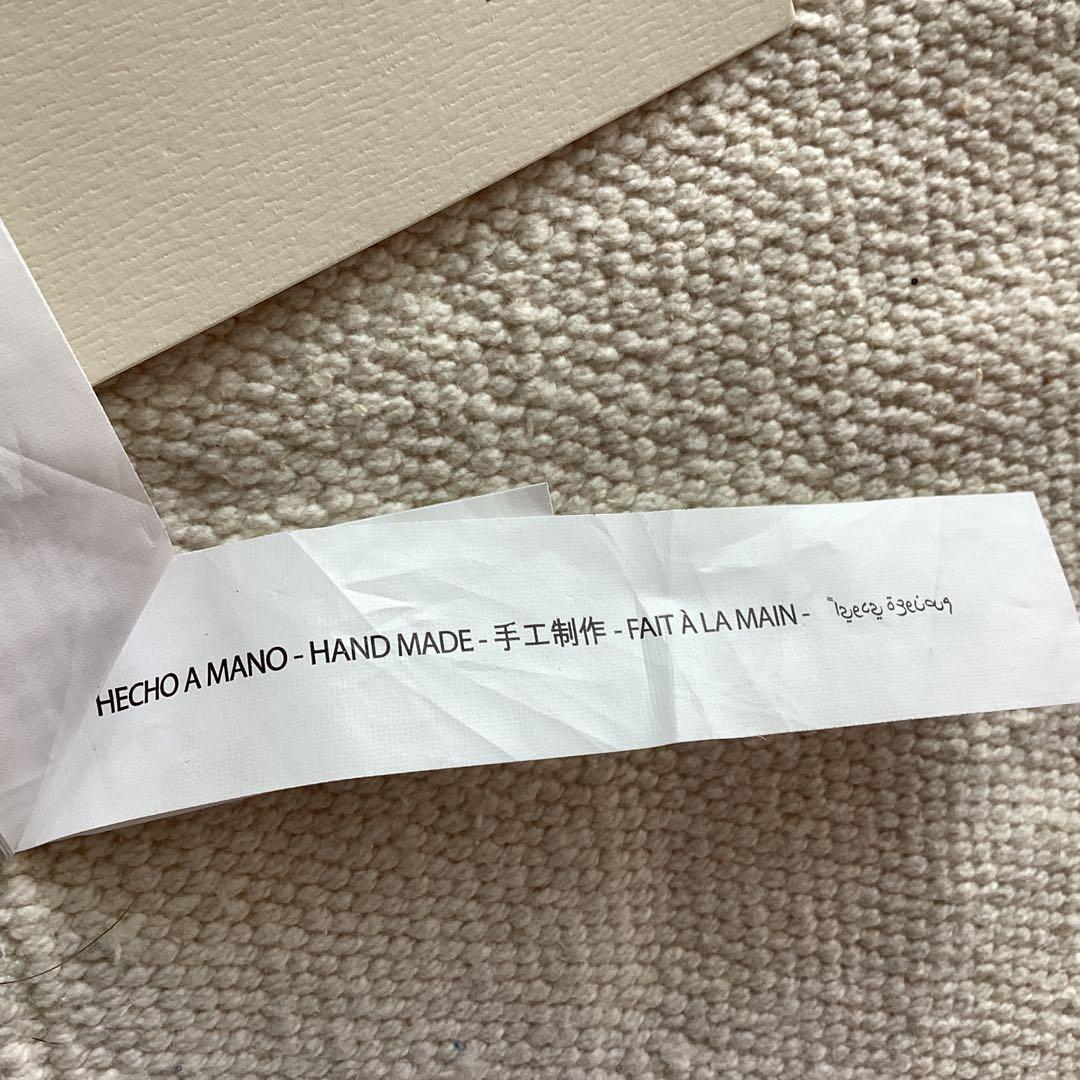 HECHO A MANO - HAND MADE - 手工制作 - FAIT À LA MAIN -